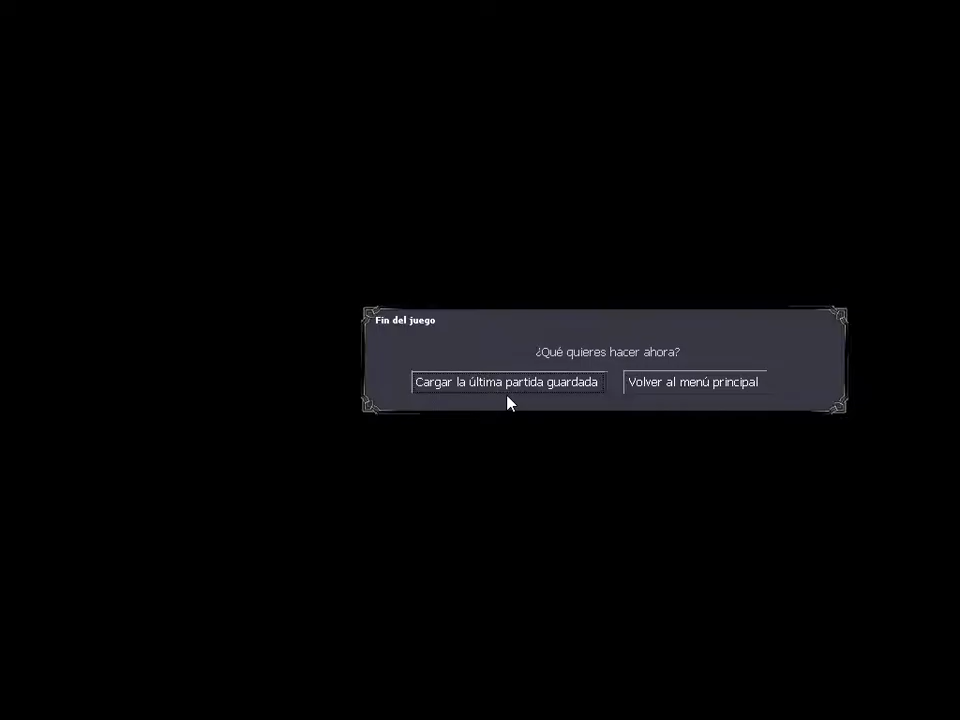 Fin del juego
¿Qué quieres hacer ahora?
Cargar la última partida guardada
Volver al menú principal